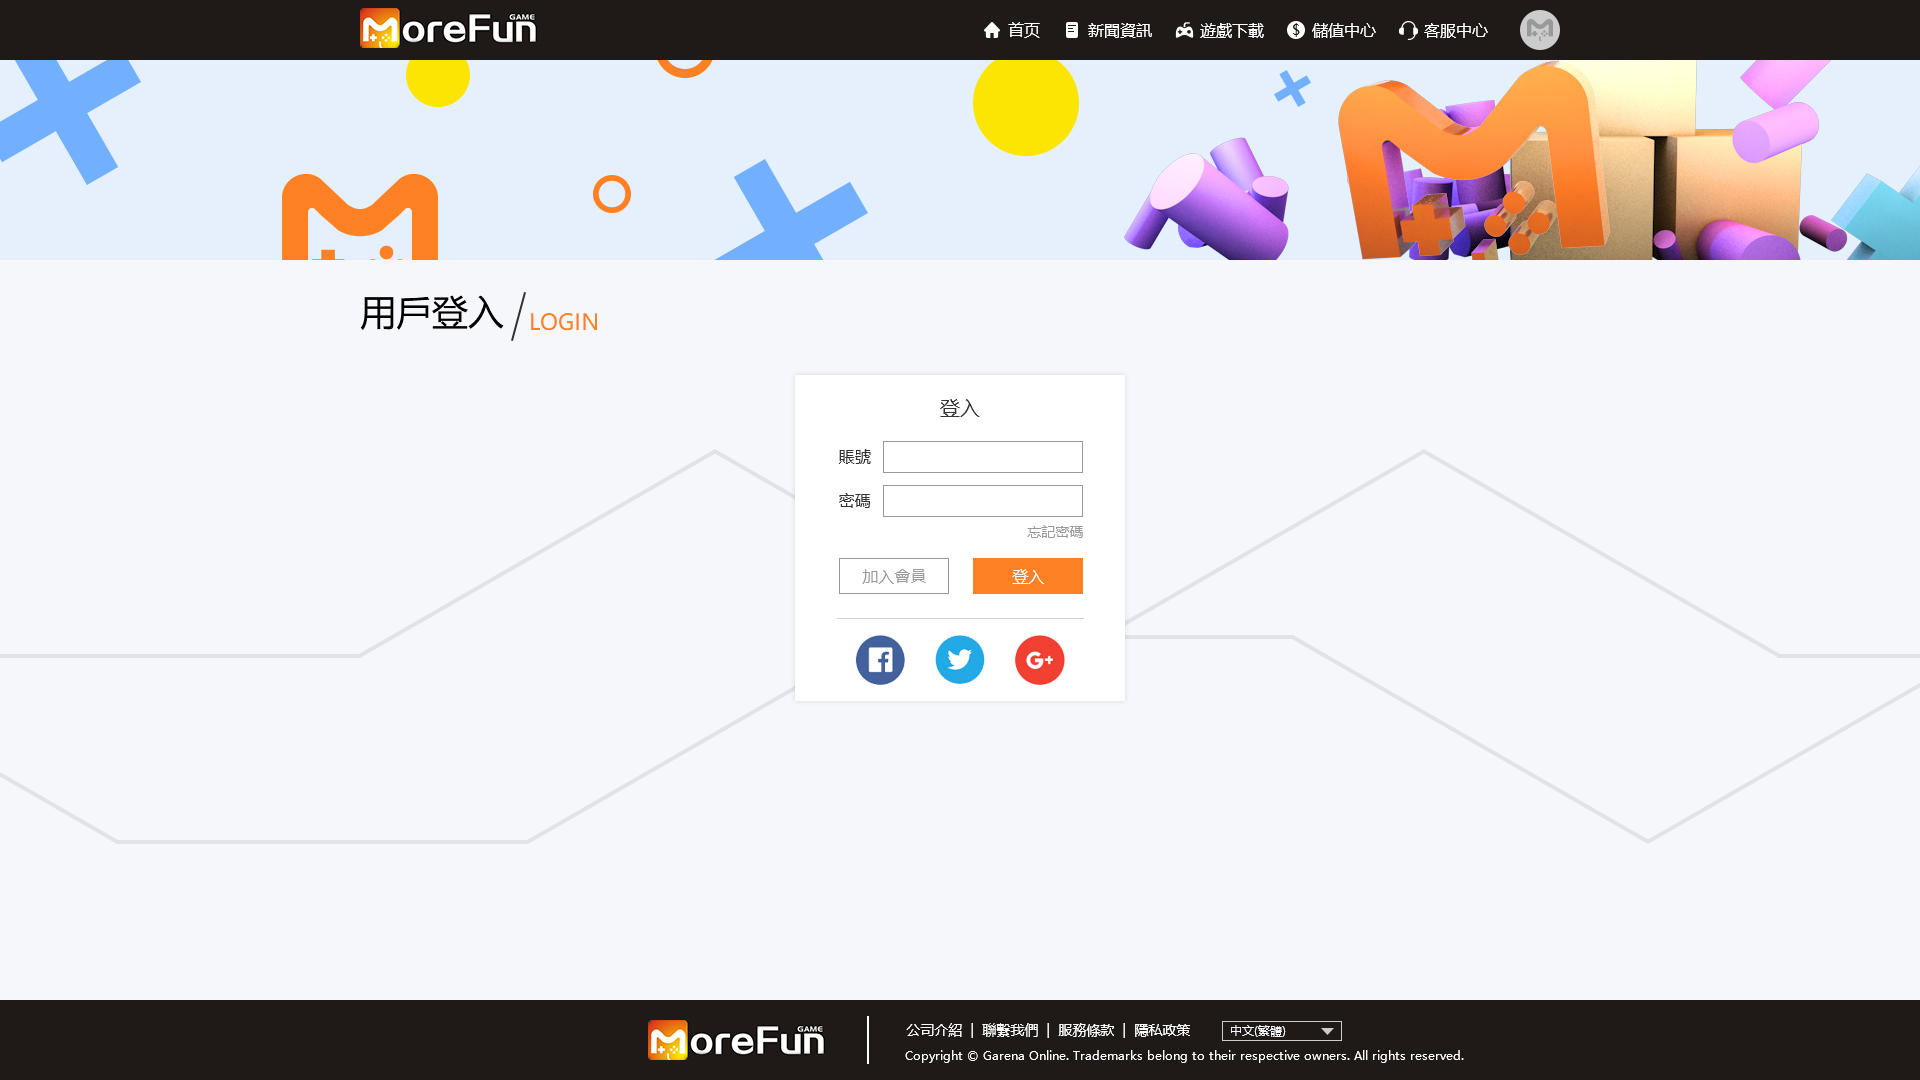 MoreFun GAME
首页 新聞資訊 遊戲下載 儲值中心 客服中心
用戶登入 / LOGIN
登入
賬號
密碼
忘記密碼
加入會員 登入
G+
MoreFun GAME
公司介紹 | 聯繫我們 | 服務條款 | 隱私政策 中文(繁體)
Copyright © Garena Online. Trademarks belong to their respective owners. All rights reserved.